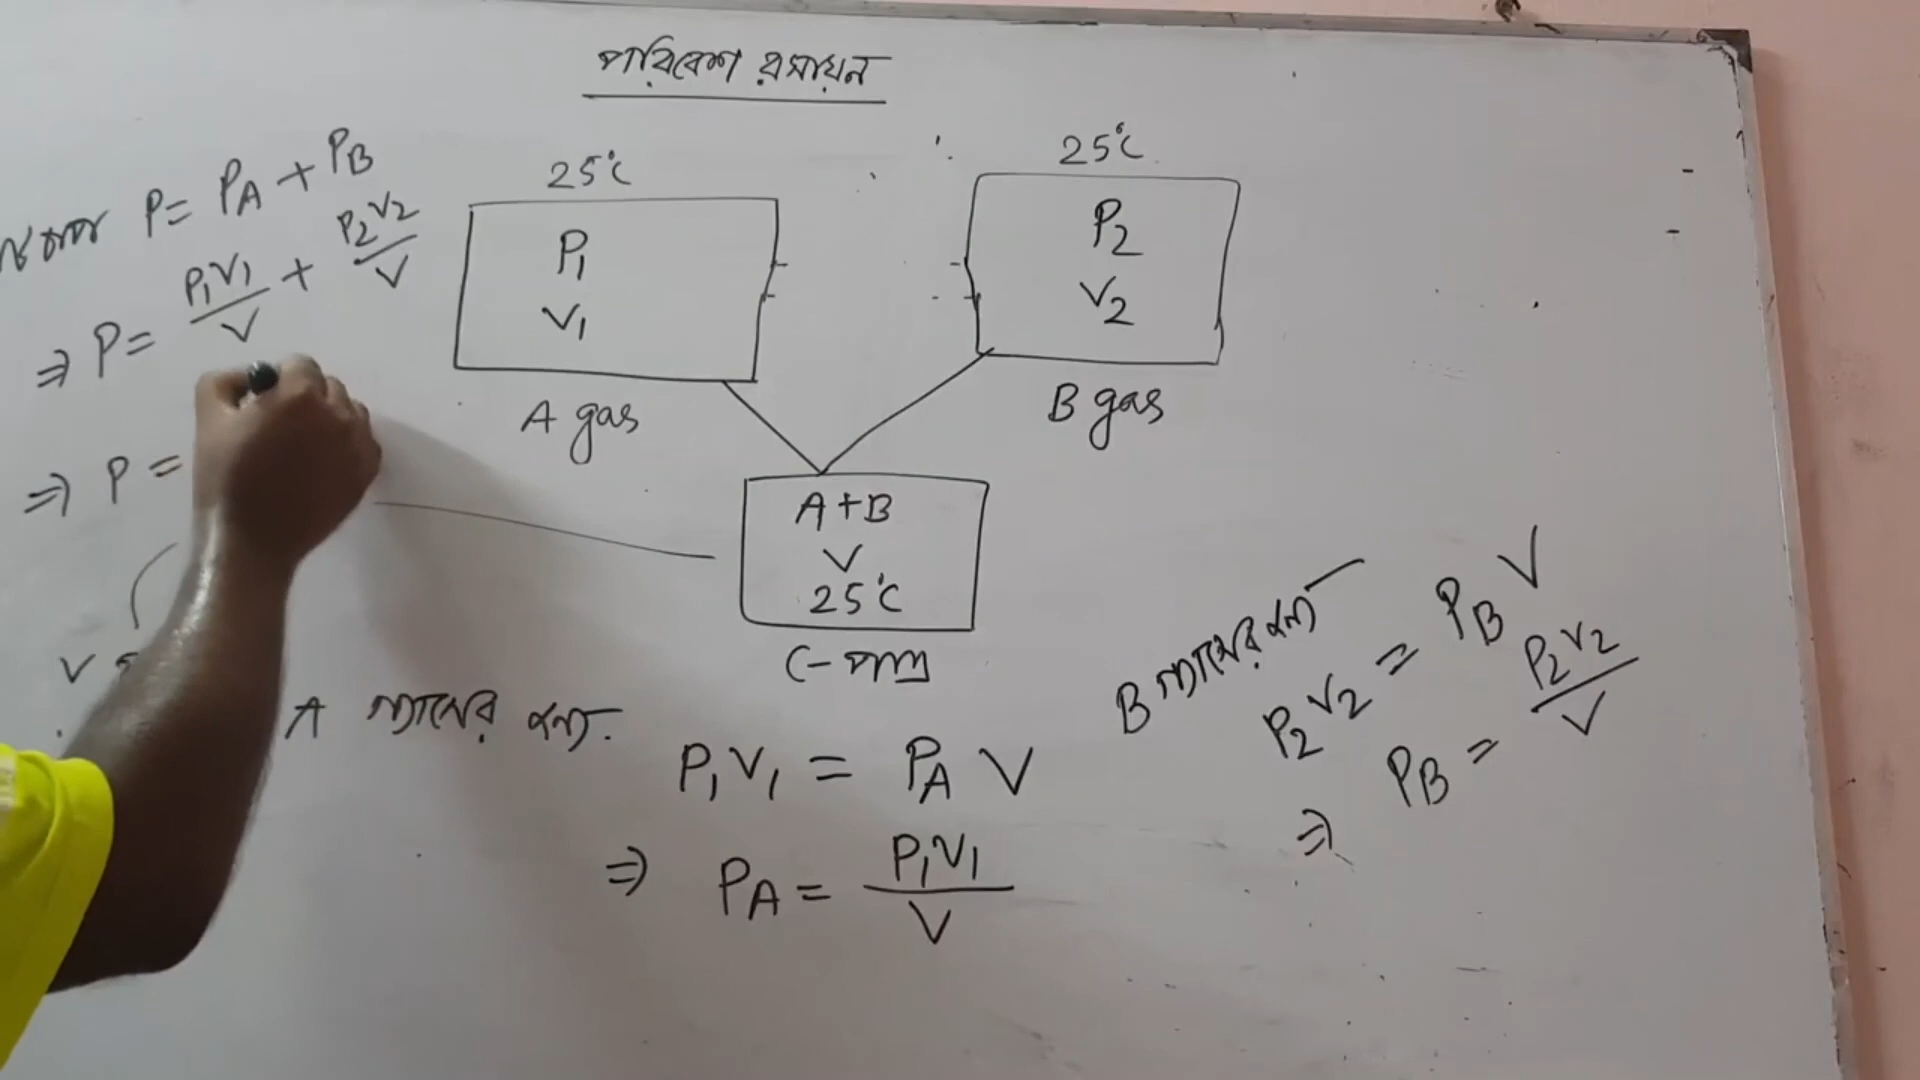 পরিবেশ রসায়ন
P = P_A + P_B
⇒ P = P₁V₁/V + P₂V₂/V
⇒ P =
V
25°C
P₁
V₁
A gas
25°C
P₂
V₂
B gas
A+B
V
25°C
C-পাত্র
A গ্যাসের জন্য
P₁V₁ = P_A V
⇒ P_A = P₁V₁/V
B গ্যাসের জন্য
P₂V₂ = P_B V
⇒ P_B = P₂V₂/V